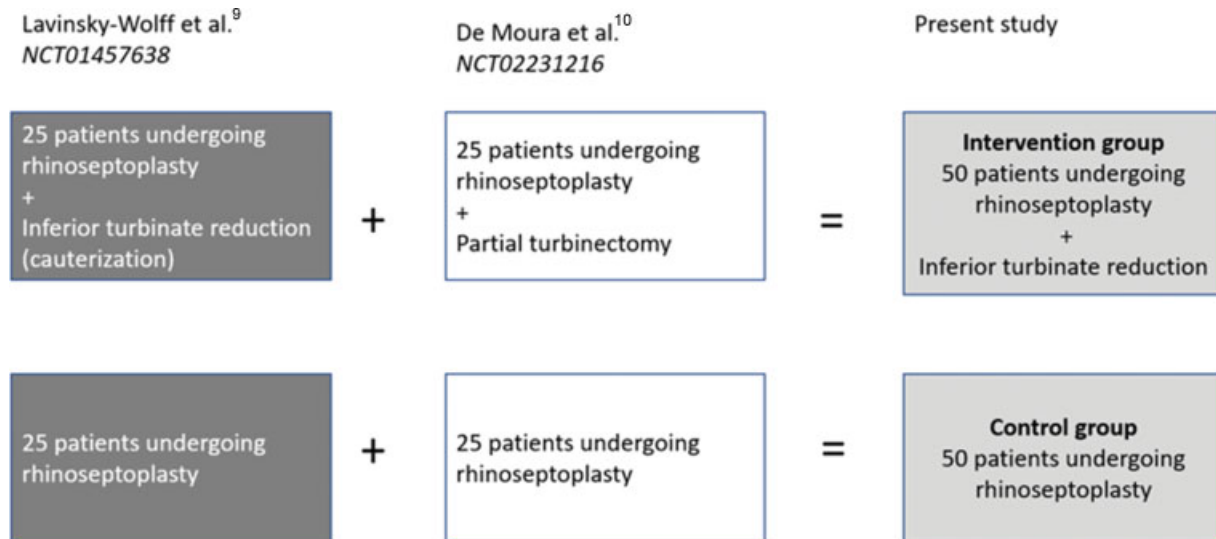 Lavinsky-Wolff et al.9
NCT01457638
De Moura et al.10
NCT02231216
Present study
25 patients undergoing
rhinoseptoplasty
+
Inferior turbinate reduction
(cauterization)
+
25 patients undergoing
rhinoseptoplasty
+
Partial turbinectomy
=
Intervention group
50 patients undergoing
rhinoseptoplasty
+
Inferior turbinate reduction
25 patients undergoing
rhinoseptoplasty
+
25 patients undergoing
rhinoseptoplasty
=
Control group
50 patients undergoing
rhinoseptoplasty